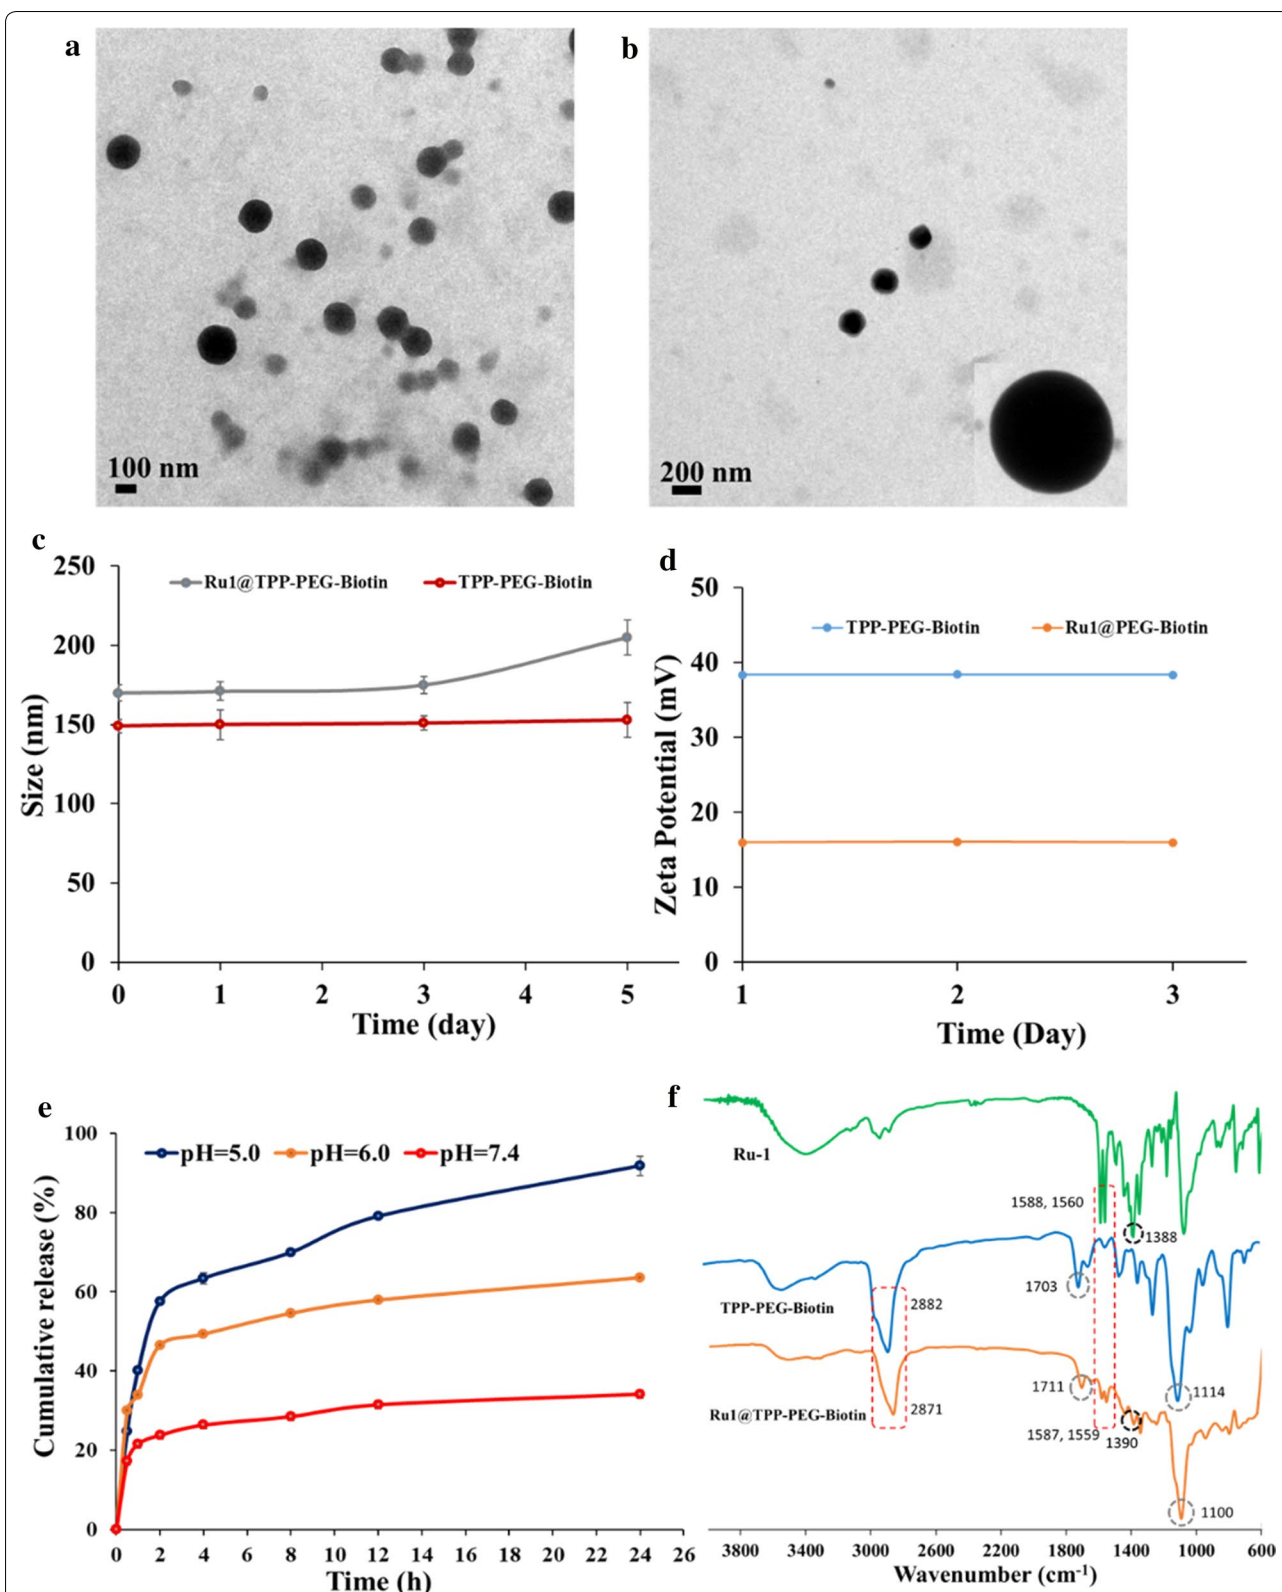 a
b
100 nm
200 nm
c
Ru1@TPP-PEG-Biotin
TPP-PEG-Biotin
250
200
150
100
50
0
Size (nm)
0 1 2 3 4 5
Time (day)
d
TPP-PEG-Biotin
Ru1@PEG-Biotin
50
40
30
20
10
0
Zeta Potential (mV)
1 2 3
Time (Day)
e
pH=5.0
pH=6.0
pH=7.4
100
80
60
40
20
0
Cumulative release (%)
0 2 4 6 8 10 12 14 16 18 20 22 24 26
Time (h)
f
Ru-1
1588, 1560
1388
1703
TPP-PEG-Biotin
2882
1114
1711
Ru1@TPP-PEG-Biotin
2871
1587, 1559
1390
1100
3800 3400 3000 2600 2200 1800 1400 1000 600
Wavenumber (cm⁻¹)